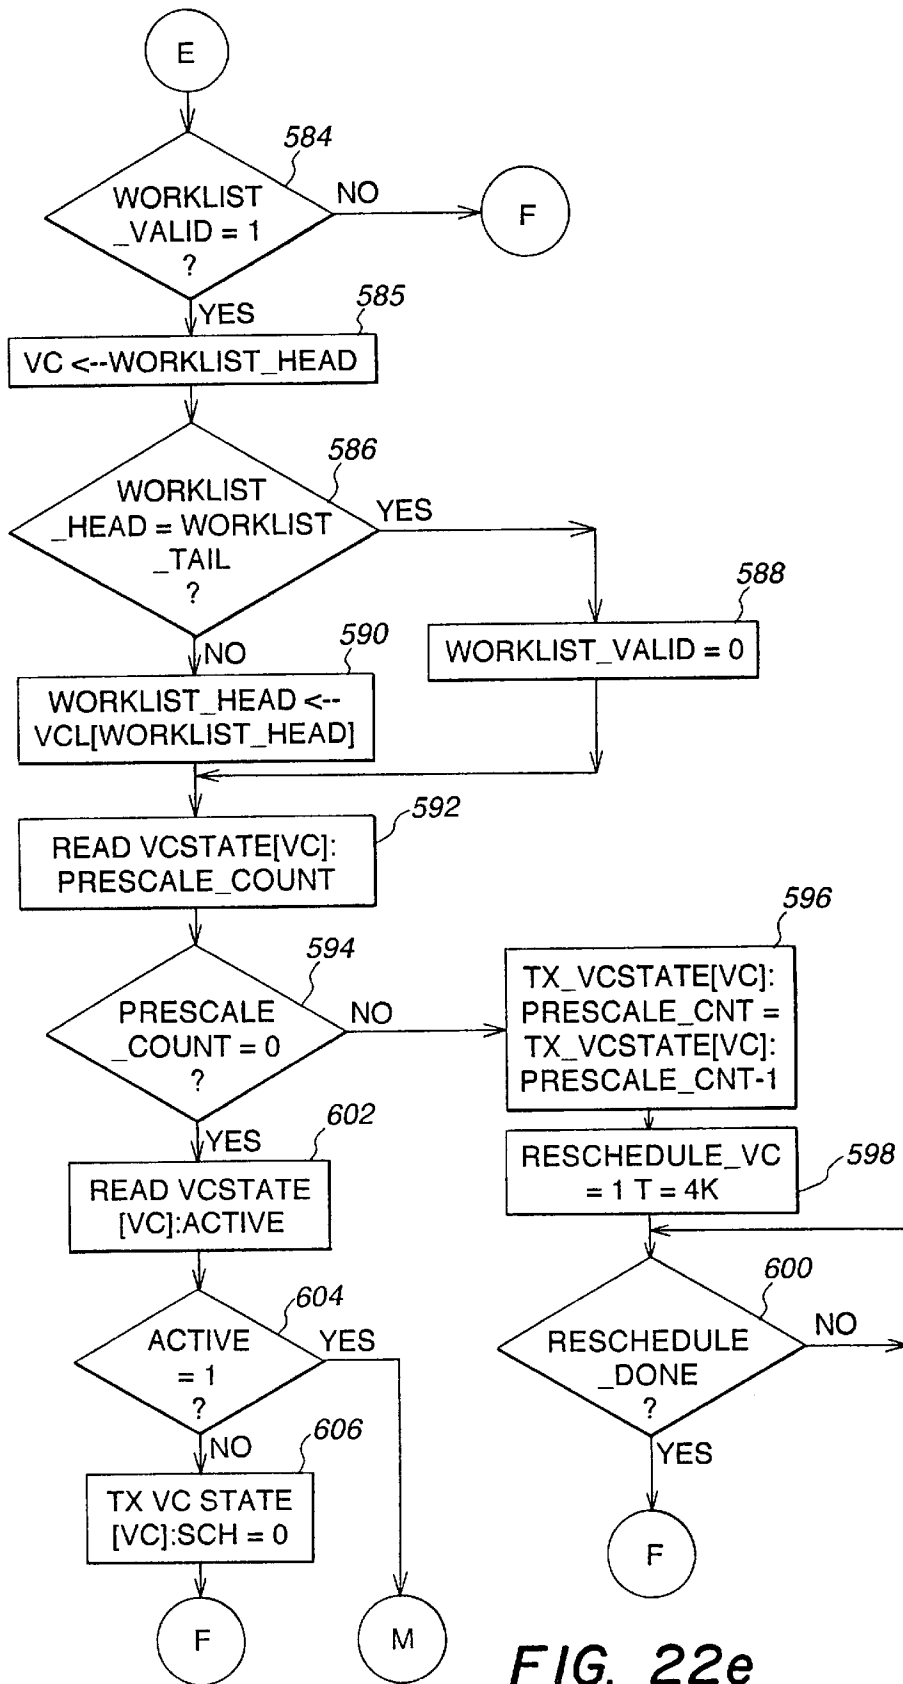 E
584
WORKLIST
_VALID = 1
?
NO
F
YES
585
VC <--WORKLIST_HEAD
586
WORKLIST
_HEAD = WORKLIST
_TAIL
?
YES
588
WORKLIST_VALID = 0
NO
590
WORKLIST_HEAD <--
VCL[WORKLIST_HEAD]
592
READ VCSTATE[VC]:
PRESCALE_COUNT
594
PRESCALE
_COUNT = 0
?
NO
596
TX_VCSTATE[VC]:
PRESCALE_CNT =
TX_VCSTATE[VC]:
PRESCALE_CNT-1
YES
602
READ VCSTATE
[VC]:ACTIVE
RESCHEDULE_VC
= 1 T = 4K
598
604
ACTIVE
= 1
?
YES
600
RESCHEDULE
_DONE
?
NO
YES
F
NO
606
TX VC STATE
[VC]:SCH = 0
F
M
FIG. 22e